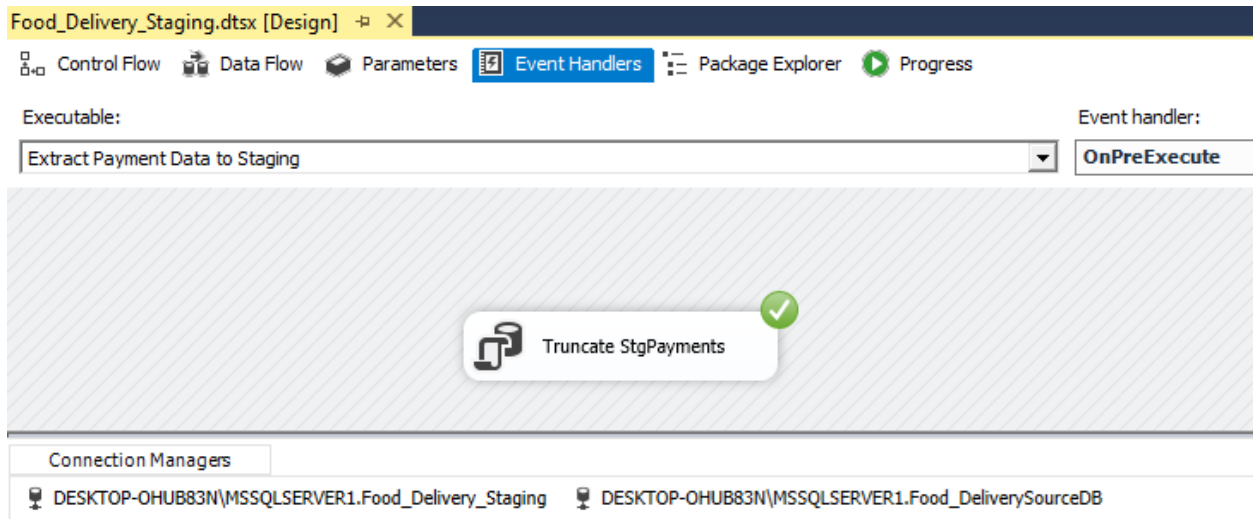 Food_Delivery_Staging.dtsx [Design]
Control Flow Data Flow Parameters Event Handlers Package Explorer Progress
Executable: Event handler:
Extract Payment Data to Staging OnPreExecute
Truncate StgPayments
Connection Managers
DESKTOP-OHUB83N\MSSQLSERVER1.Food_Delivery_Staging DESKTOP-OHUB83N\MSSQLSERVER1.Food_DeliverySourceDB